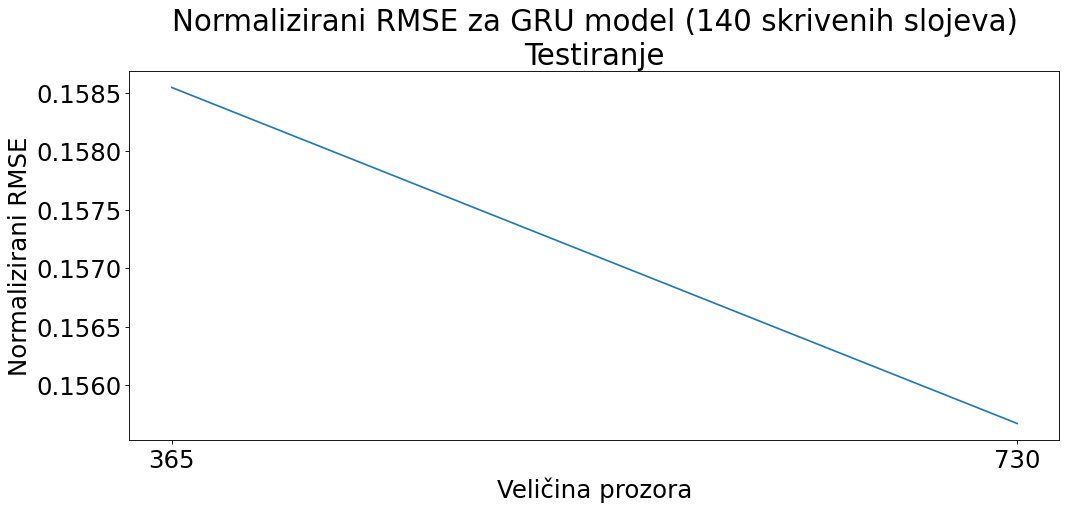 Normalizirani RMSE za GRU model (140 skrivenih slojeva)
Testiranje
Normalizirani RMSE
0.1585
0.1580
0.1575
0.1570
0.1565
0.1560
365
730
Veličina prozora